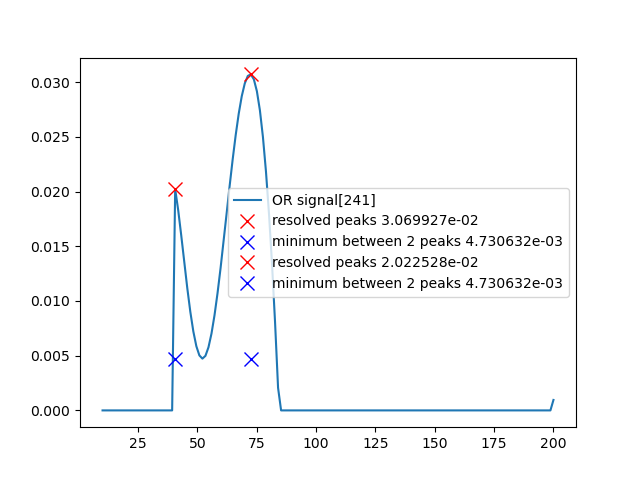 0.030
0.025
0.020
0.015
0.010
0.005
0.000
OR signal[241]
resolved peaks 3.069927e-02
minimum between 2 peaks 4.730632e-03
resolved peaks 2.022528e-02
minimum between 2 peaks 4.730632e-03
25 50 75 100 125 150 175 200